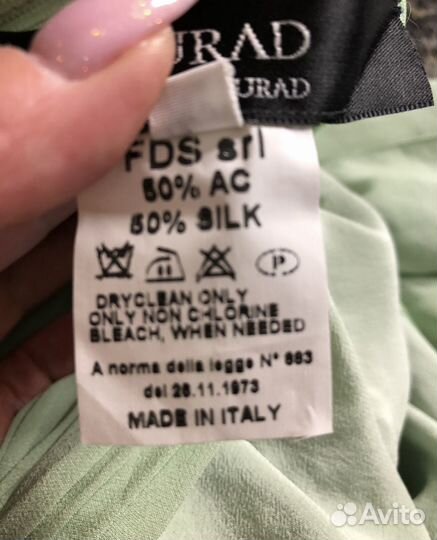 URAD
URAD
FDS srl
50% AC
50% SILK
P
DRYCLEAN ONLY
ONLY NON CHLORINE
BLEACH, WHEN NEEDED
A norma della legge N° 883
del 26.11.1973
MADE IN ITALY
Avito